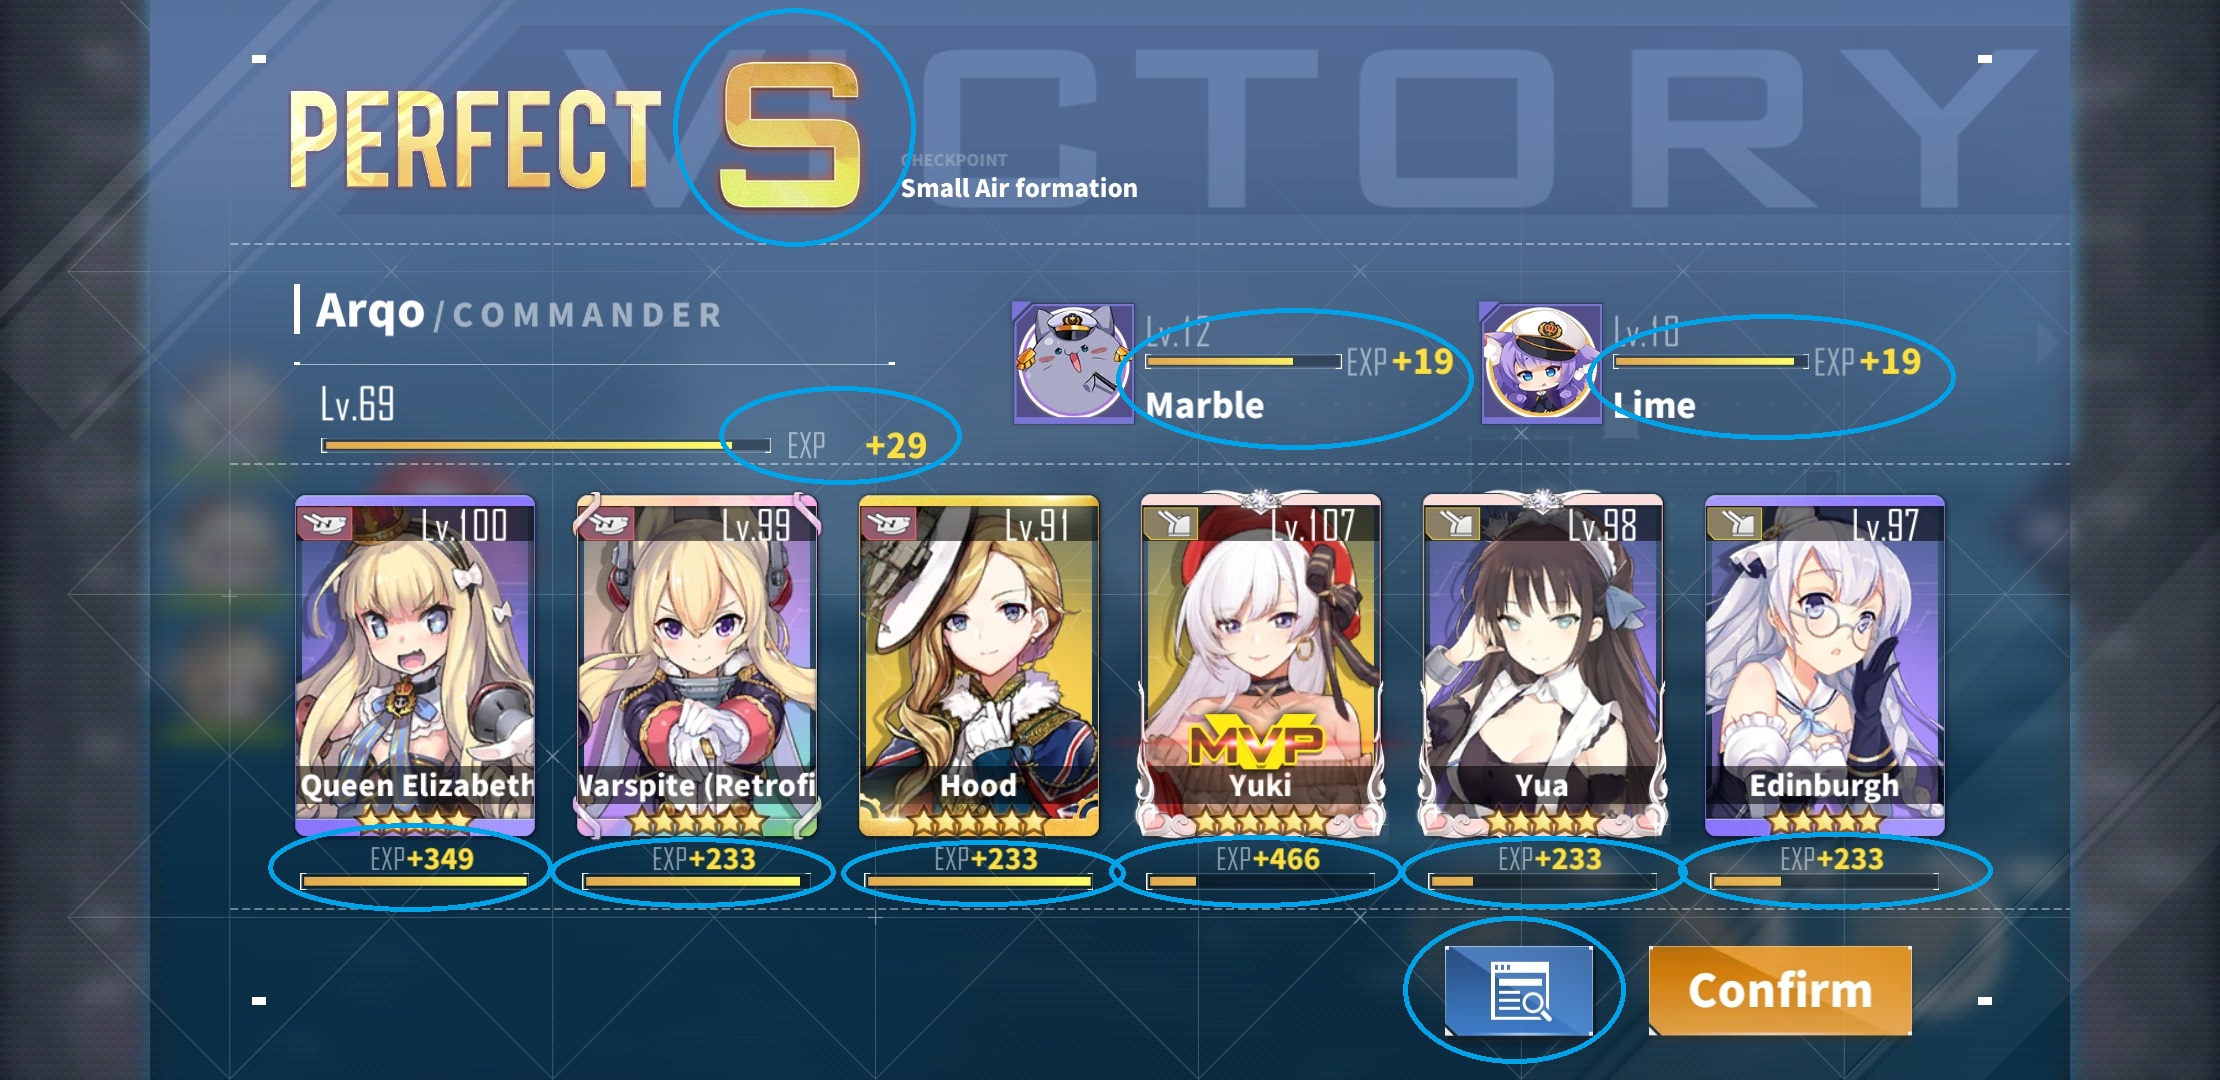 VICTORY
PERFECT S
CHECKPOINT
Small Air formation
Arqo/COMMANDER
Lv.69
EXP +29
Lv.12
EXP +19
Marble
Lv.10
EXP +19
Lime
Lv.100
Lv.99
Lv.91
Lv.107
Lv.98
Lv.97
MVP
Queen Elizabeth
Warspite (Retrofi
Hood
Yuki
Yua
Edinburgh
EXP+349
EXP+233
EXP+233
EXP+466
EXP+233
EXP+233
Confirm